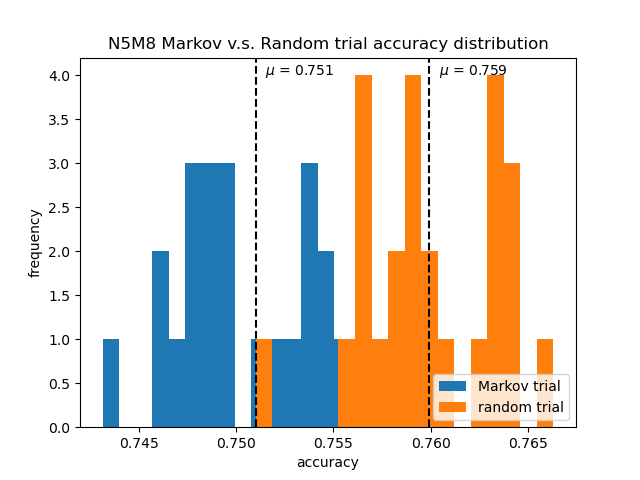 N5M8 Markov v.s. Random trial accuracy distribution
μ = 0.751
μ = 0.759
4.0
3.5
3.0
2.5
2.0
1.5
1.0
0.5
0.0
frequency
Markov trial
random trial
0.745
0.750
0.755
0.760
0.765
accuracy